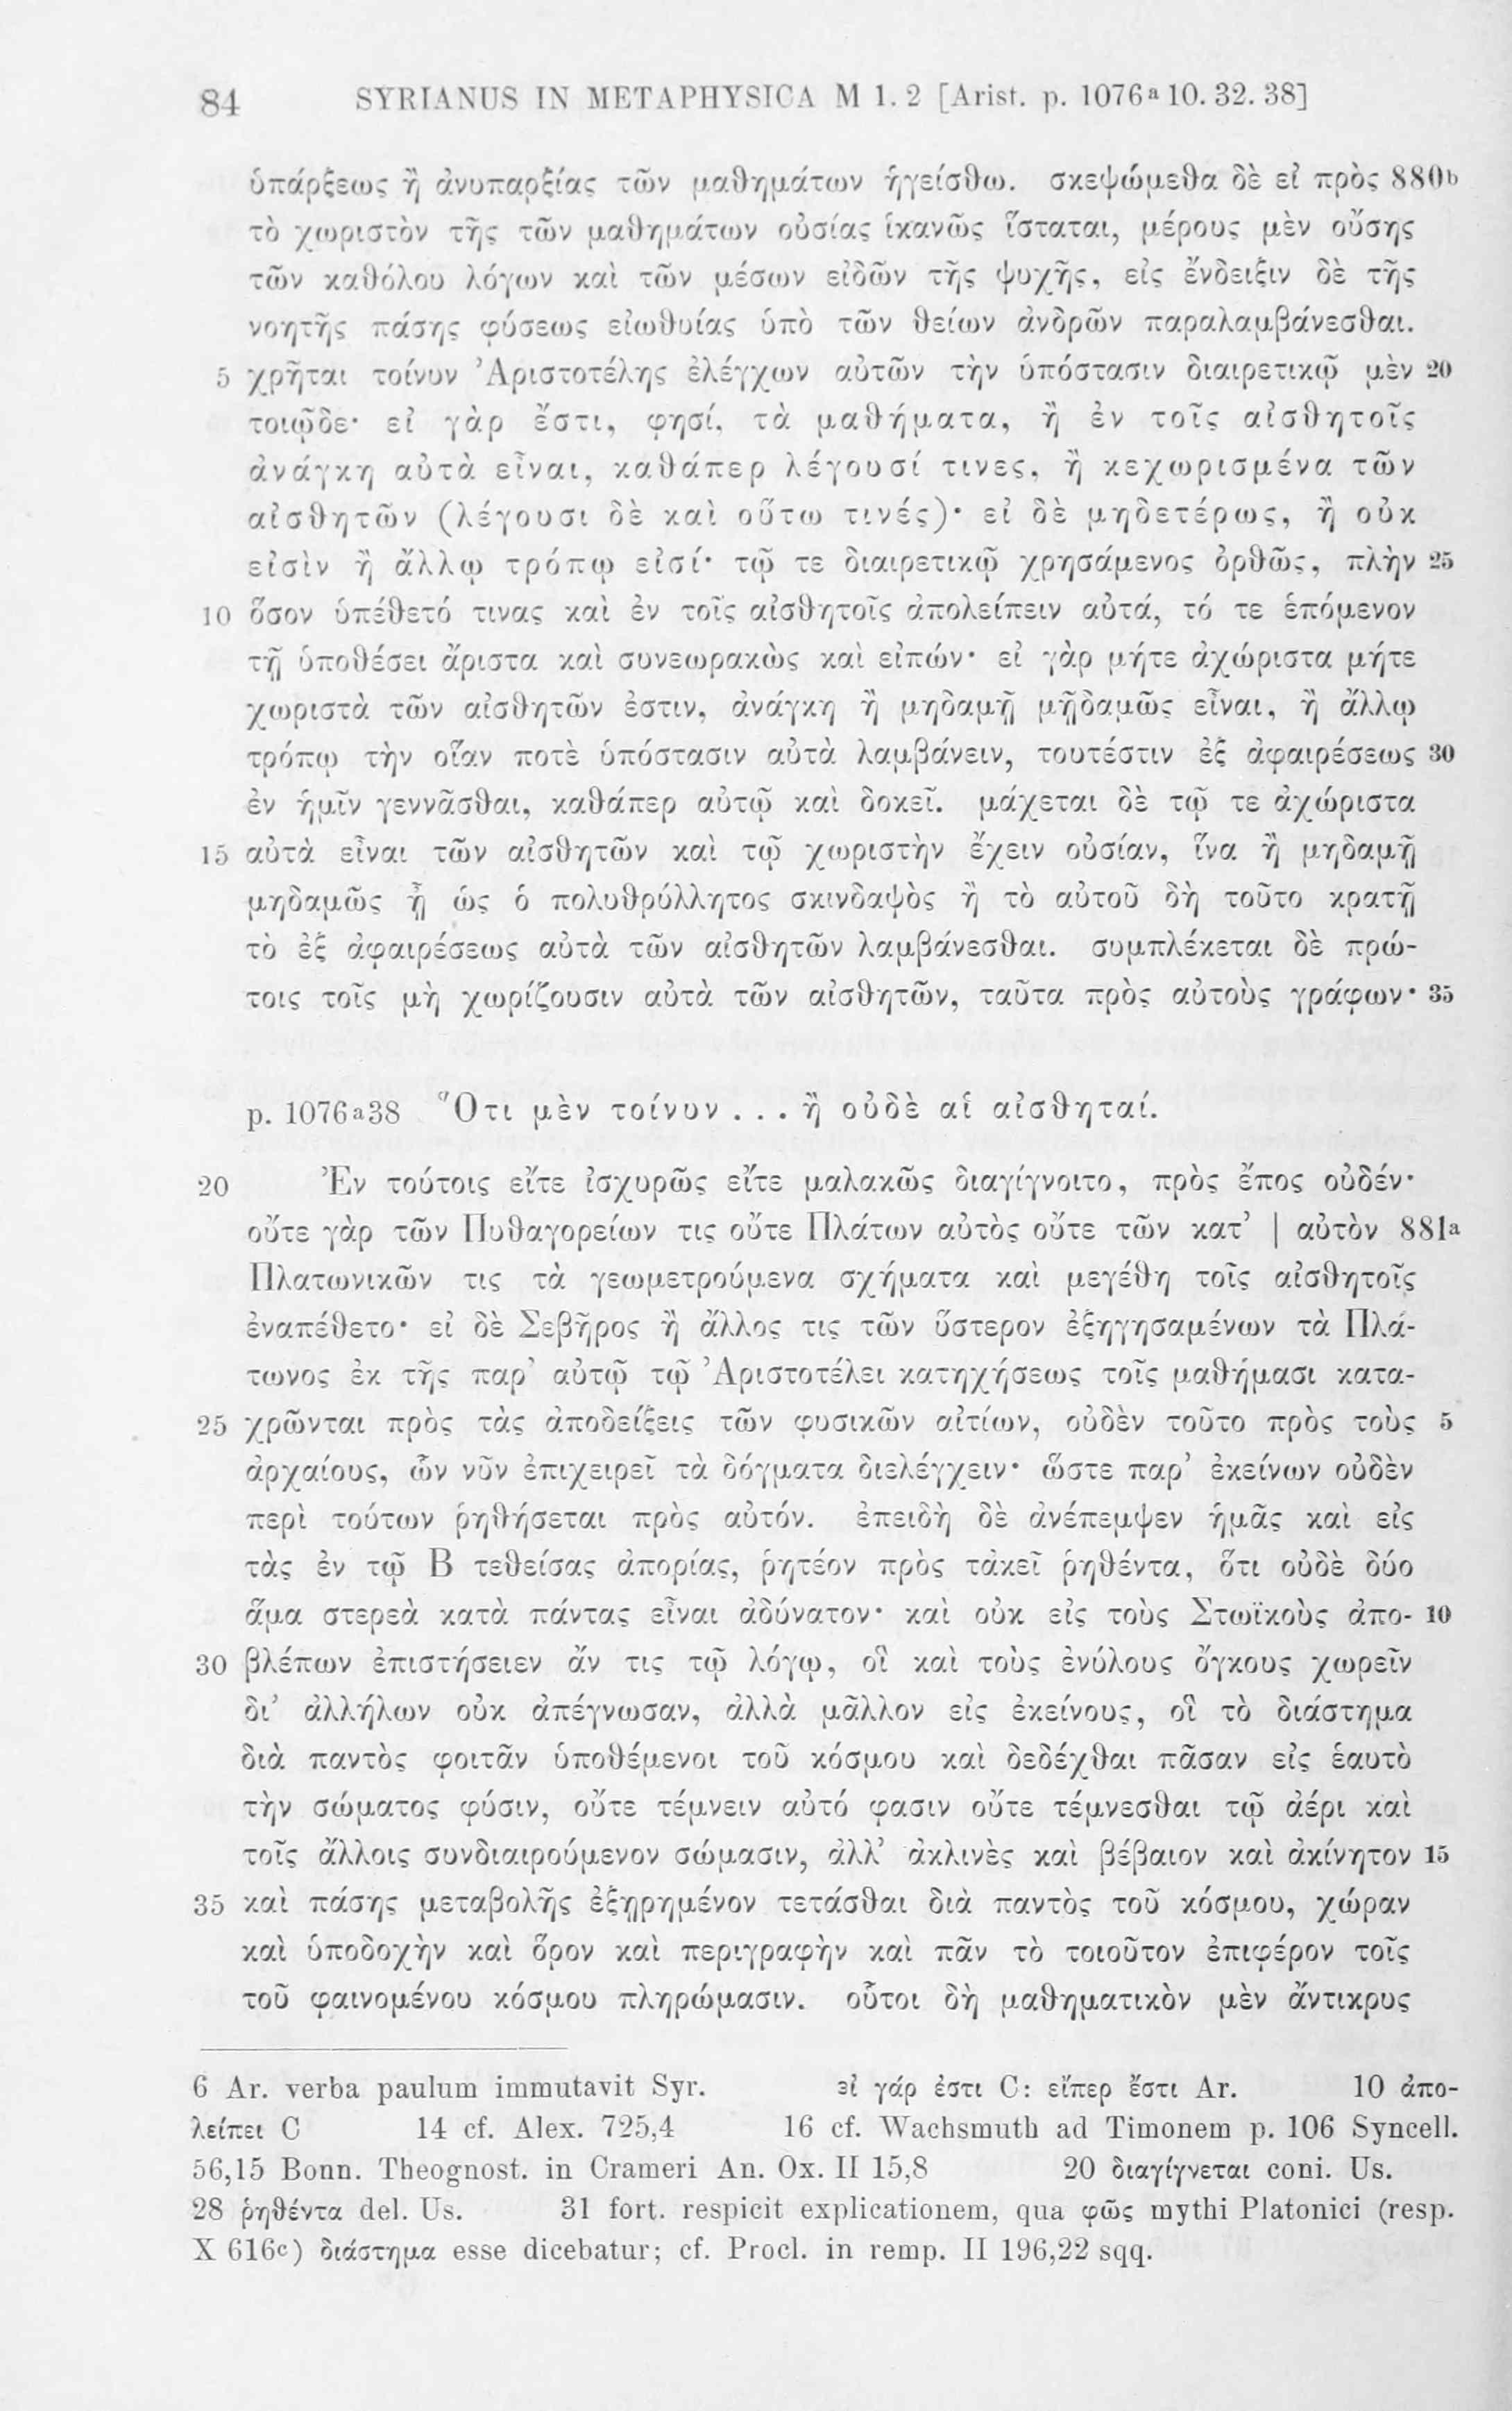 84 SYRIANUS IN METAPHYSICA M 1. 2 [Arist. p. 1076ᵃ 10. 32. 38]
ὑπάρξεως ἢ ἀνυπαρξίας τῶν μαθημάτων ἡγείσθω. σκεψώμεθα δὲ εἰ πρὸς 880ᵇ
τὸ χωριστὸν τῆς τῶν μαθημάτων οὐσίας ἱκανῶς ἵσταται, μέρους μὲν οὔσης
τῶν καθόλου λόγων καὶ τῶν μέσων εἰδῶν τῆς ψυχῆς, εἰς ἔνδειξιν δὲ τῆς
νοητῆς πάσης φύσεως εἰωθυίας ὑπὸ τῶν θείων ἀνδρῶν παραλαμβάνεσθαι.
5 χρῆται τοίνυν Ἀριστοτέλης ἐλέγχων αὐτῶν τὴν ὑπόστασιν διαιρετικῷ μὲν 20
τοιῷδε· εἰ γὰρ ἔστι, φησί, τὰ μαθήματα, ἢ ἐν τοῖς αἰσθητοῖς
ἀνάγκη αὐτὰ εἶναι, καθάπερ λέγουσί τινες, ἢ κεχωρισμένα τῶν
αἰσθητῶν (λέγουσι δὲ καὶ οὕτω τινές)· εἰ δὲ μηδετέρως, ἢ οὐκ
εἰσὶν ἢ ἄλλῳ τρόπῳ εἰσί· τῷ τε διαιρετικῷ χρησάμενος ὀρθῶς, πλὴν 25
10 ὅσον ὑπέθετό τινας καὶ ἐν τοῖς αἰσθητοῖς ἀπολείπειν αὐτά, τό τε ἑπόμενον
τῇ ὑποθέσει ἄριστα καὶ συνεωρακὼς καὶ εἰπών· εἰ γὰρ μήτε ἀχώριστα μήτε
χωριστὰ τῶν αἰσθητῶν ἐστιν, ἀνάγκη ἢ μηδαμῇ μῃδαμῶς εἶναι, ἢ ἄλλῳ
τρόπῳ τὴν οἵαν ποτὲ ὑπόστασιν αὐτὰ λαμβάνειν, τουτέστιν ἐξ ἀφαιρέσεως 30
ἐν ἡμῖν γεννᾶσθαι, καθάπερ αὐτῷ καὶ δοκεῖ. μάχεται δὲ τῷ τε ἀχώριστα
15 αὐτὰ εἶναι τῶν αἰσθητῶν καὶ τῷ χωριστὴν ἔχειν οὐσίαν, ἵνα ἢ μηδαμῇ
μηδαμῶς ᾖ ὡς ὁ πολυθρύλλητος σκινδαψὸς ἢ τὸ αὐτοῦ δὴ τοῦτο κρατῇ
τὸ ἐξ ἀφαιρέσεως αὐτὰ τῶν αἰσθητῶν λαμβάνεσθαι. συμπλέκεται δὲ πρώ-
τοις τοῖς μὴ χωρίζουσιν αὐτὰ τῶν αἰσθητῶν, ταῦτα πρὸς αὐτοὺς γράφων· 35
p. 1076ᵃ38 Ὅτι μὲν τοίνυν . . . ἢ οὐδὲ αἱ αἰσθηταί.
20 Ἐν τούτοις εἴτε ἰσχυρῶς εἴτε μαλακῶς διαγίγνοιτο, πρὸς ἔπος οὐδέν·
οὔτε γὰρ τῶν Πυθαγορείων τις οὔτε Πλάτων αὐτὸς οὔτε τῶν κατ’ | αὐτὸν 881ᵃ
Πλατωνικῶν τις τὰ γεωμετρούμενα σχήματα καὶ μεγέθη τοῖς αἰσθητοῖς
ἐναπέθετο· εἰ δὲ Σεβῆρος ἢ ἄλλος τις τῶν ὕστερον ἐξηγησαμένων τὰ Πλά-
τωνος ἐκ τῆς παρ’ αὐτῷ τῷ Ἀριστοτέλει κατηχήσεως τοῖς μαθήμασι κατα-
25 χρῶνται πρὸς τὰς ἀποδείξεις τῶν φυσικῶν αἰτίων, οὐδὲν τοῦτο πρὸς τοὺς 5
ἀρχαίους, ὧν νῦν ἐπιχειρεῖ τὰ δόγματα διελέγχειν· ὥστε παρ’ ἐκείνων οὐδὲν
περὶ τούτων ῥηθήσεται πρὸς αὐτόν. ἐπειδὴ δὲ ἀνέπεμψεν ἡμᾶς καὶ εἰς
τὰς ἐν τῷ Β τεθείσας ἀπορίας, ῥητέον πρὸς τἀκεῖ ῥηθέντα, ὅτι οὐδὲ δύο
ἅμα στερεὰ κατὰ πάντας εἶναι ἀδύνατον· καὶ οὐκ εἰς τοὺς Στωϊκοὺς ἀπο- 10
30 βλέπων ἐπιστήσειεν ἄν τις τῷ λόγῳ, οἳ καὶ τοὺς ἐνύλους ὄγκους χωρεῖν
δι’ ἀλλήλων οὐκ ἀπέγνωσαν, ἀλλὰ μᾶλλον εἰς ἐκείνους, οἳ τὸ διάστημα
διὰ παντὸς φοιτᾶν ὑποθέμενοι τοῦ κόσμου καὶ δεδέχθαι πᾶσαν εἰς ἑαυτὸ
τὴν σώματος φύσιν, οὔτε τέμνειν αὐτό φασιν οὔτε τέμνεσθαι τῷ ἀέρι καὶ
τοῖς ἄλλοις συνδιαιρούμενον σώμασιν, ἀλλ’ ἀκλινὲς καὶ βέβαιον καὶ ἀκίνητον 15
35 καὶ πάσης μεταβολῆς ἐξῃρημένον τετάσθαι διὰ παντὸς τοῦ κόσμου, χώραν
καὶ ὑποδοχὴν καὶ ὅρον καὶ περιγραφὴν καὶ πᾶν τὸ τοιοῦτον ἐπιφέρον τοῖς
τοῦ φαινομένου κόσμου πληρώμασιν. οὗτοι δὴ μαθηματικὸν μὲν ἄντικρυς
6 Ar. verba paulum immutavit Syr. εἰ γάρ ἐστι C: εἴπερ ἔστι Ar. 10 ἀπο-
λείπει C 14 cf. Alex. 725,4 16 cf. Wachsmuth ad Timonem p. 106 Syncell.
56,15 Bonn. Theognost. in Crameri An. Ox. II 15,8 20 διαγίγνεται coni. Us.
28 ῥηθέντα del. Us. 31 fort. respicit explicationem, qua φῶς mythi Platonici (resp.
X 616ᶜ) διάστημα esse dicebatur; cf. Procl. in remp. II 196,22 sqq.